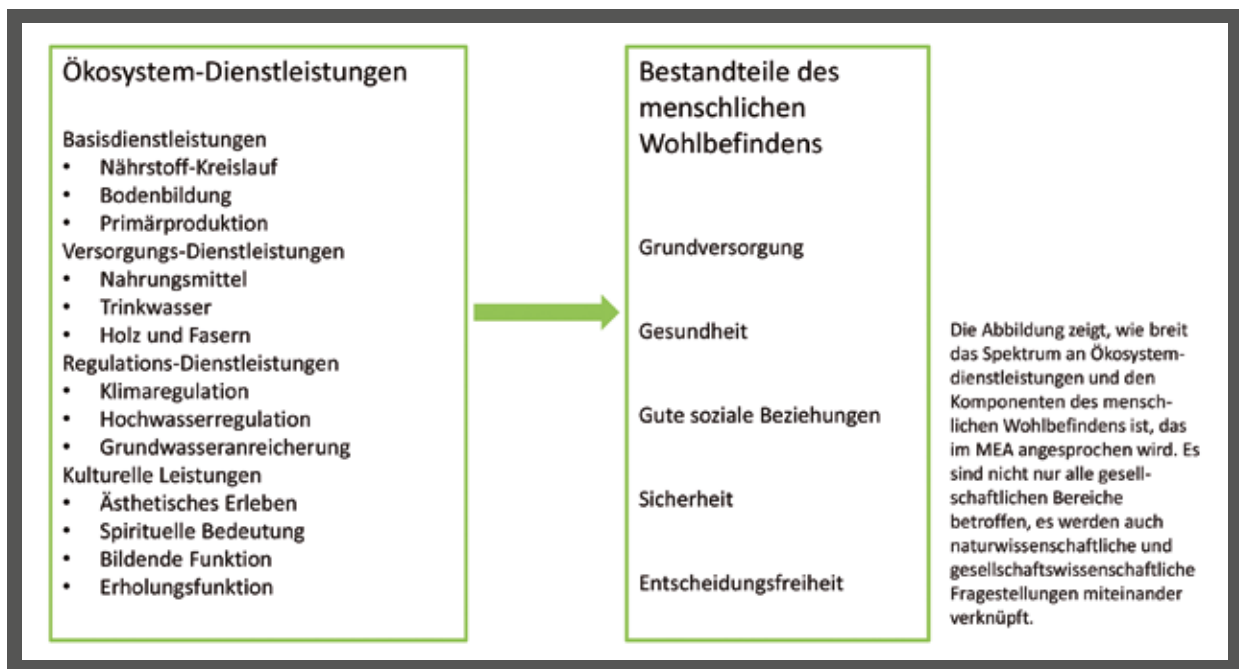 Ökosystem-Dienstleistungen
Basisdienstleistungen
• Nährstoff-Kreislauf
• Bodenbildung
• Primärproduktion
Versorgungs-Dienstleistungen
• Nahrungsmittel
• Trinkwasser
• Holz und Fasern
Regulations-Dienstleistungen
• Klimaregulation
• Hochwasserregulation
• Grundwasseranreicherung
Kulturelle Leistungen
• Ästhetisches Erleben
• Spirituelle Bedeutung
• Bildende Funktion
• Erholungsfunktion
Bestandteile des
menschlichen
Wohlbefindens
Grundversorgung
Gesundheit
Gute soziale Beziehungen
Sicherheit
Entscheidungsfreiheit
Die Abbildung zeigt, wie breit
das Spektrum an Ökosystem-
dienstleistungen und den
Komponenten des mensch-
lichen Wohlbefindens ist, das
im MEA angesprochen wird. Es
sind nicht nur alle gesell-
schaftlichen Bereiche
betroffen, es werden auch
naturwissenschaftliche und
gesellschaftswissenschaftliche
Fragestellungen miteinander
verknüpft.